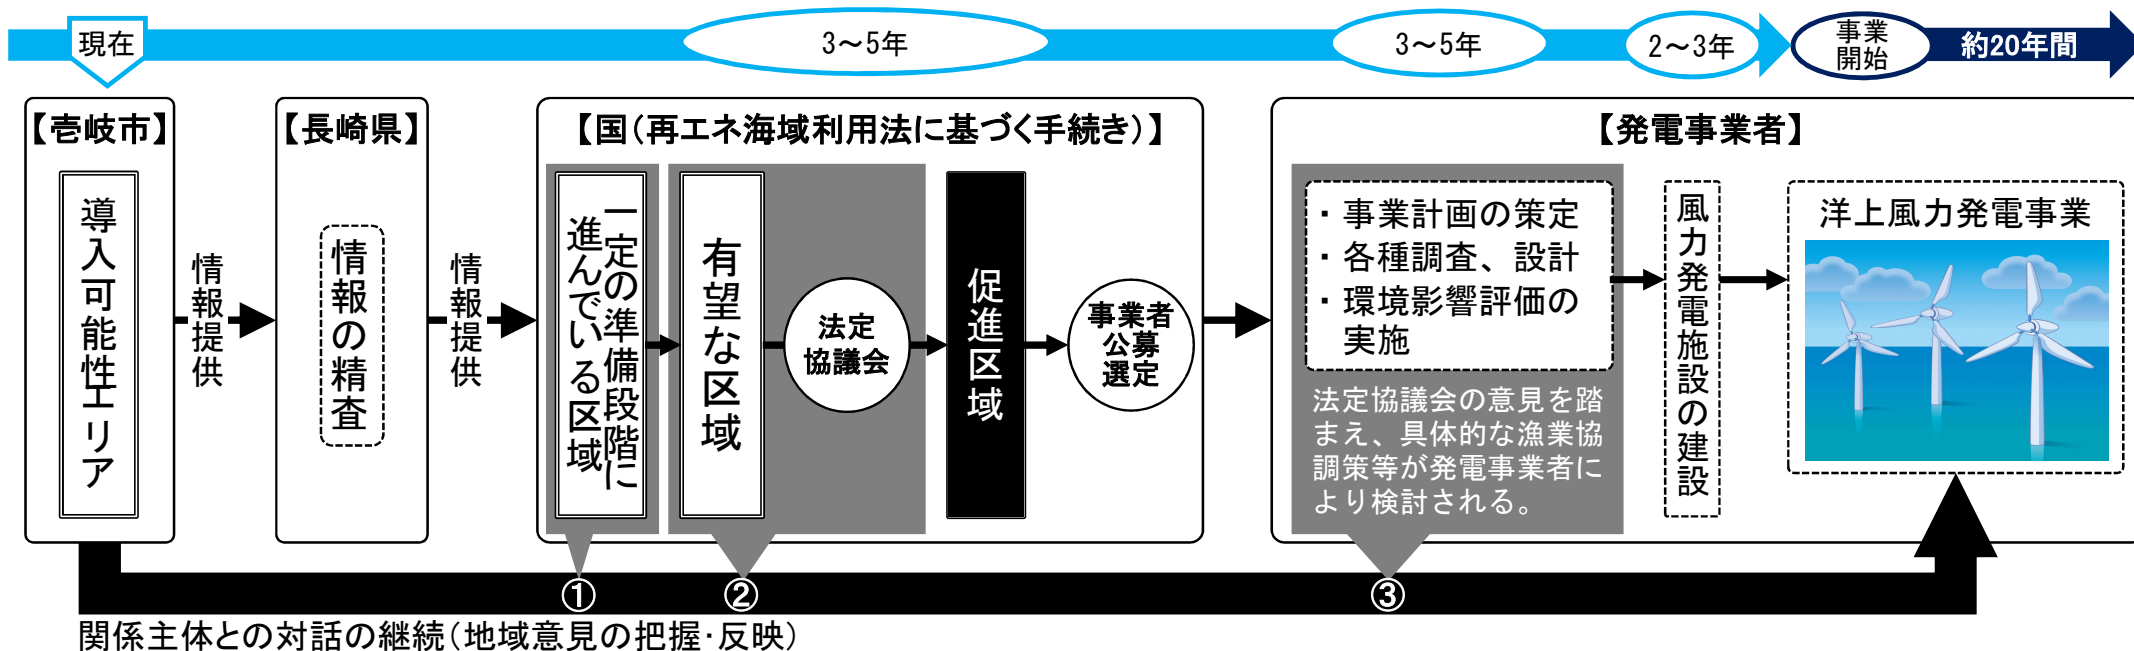 現在
3～5年
3～5年
2～3年
事業
開始
約20年間
【壱岐市】
導入可能性エリア
情報提供
【長崎県】
情報の精査
情報提供
【国（再エネ海域利用法に基づく手続き）】
一定の準備段階に
進んでいる区域
有望な区域
法定
協議会
促進区域
事業者
公募
選定
【発電事業者】
・事業計画の策定
・各種調査、設計
・環境影響評価の
実施
法定協議会の意見を踏
まえ、具体的な漁業協
調策等が発電事業者に
より検討される。
風力発電施設の建設
洋上風力発電事業
①
②
③
関係主体との対話の継続（地域意見の把握・反映）